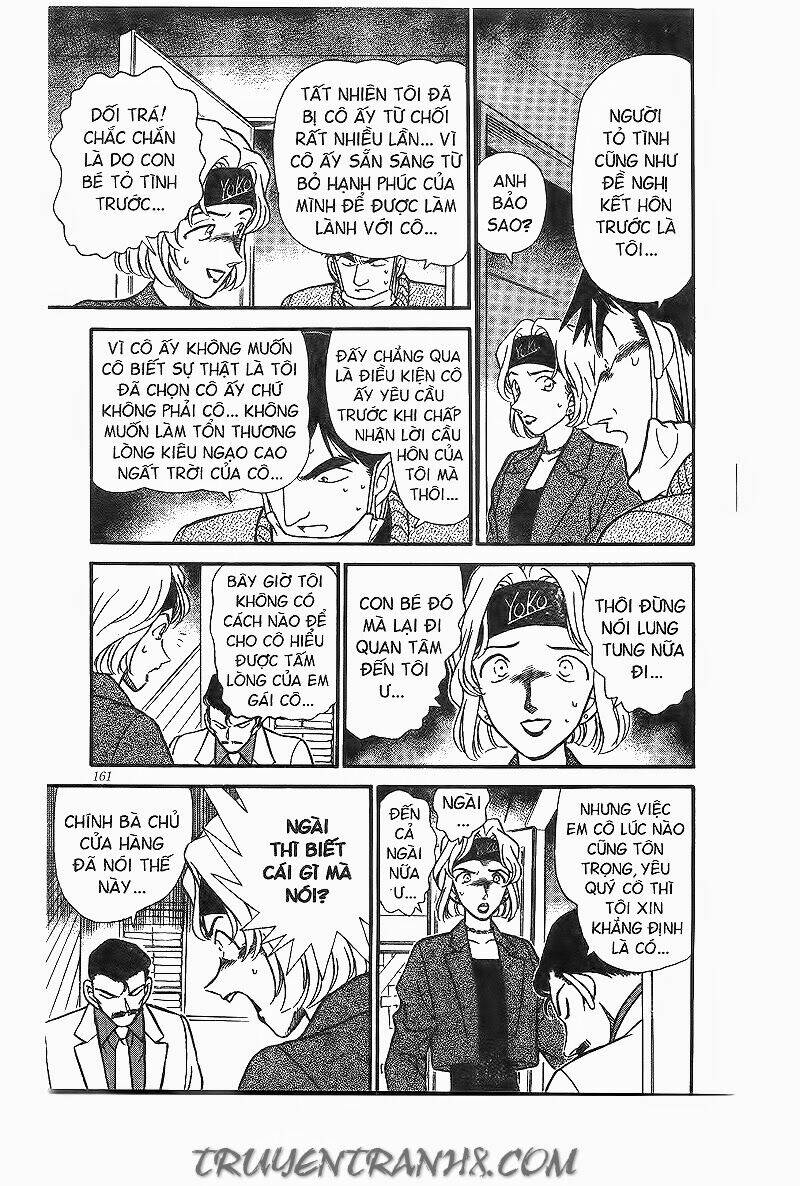 NGƯỜI
TỎ TÌNH
CŨNG NHƯ
ĐỀ NGHỊ
KẾT HÔN
TRƯỚC LÀ
TÔI...
ANH
BẢO
SAO?
YOKO
TẤT NHIÊN TÔI ĐÃ
BỊ CÔ ẤY TỪ CHỐI
RẤT NHIỀU LẦN... VÌ
CÔ ẤY SẴN SÀNG TỪ
BỎ HẠNH PHÚC CỦA
MÌNH ĐỂ ĐƯỢC LÀM
LÀNH VỚI CÔ...
DỐI TRÁ!
CHẮC CHẮN
LÀ DO CON
BÉ TỎ TÌNH
TRƯỚC...
YOKO
ĐẤY CHẲNG QUA
LÀ ĐIỀU KIỆN CÔ
ẤY YÊU CẦU
TRƯỚC KHI CHẤP
NHẬN LỜI CẦU
HÔN CỦA
TÔI MÀ
THÔI...
VÌ CÔ ẤY KHÔNG MUỐN
CÔ BIẾT SỰ THẬT LÀ TÔI
ĐÃ CHỌN CÔ ẤY CHỨ
KHÔNG PHẢI CÔ... KHÔNG
MUỐN LÀM TỔN THƯƠNG
LÒNG KIÊU NGẠO CAO
NGẤT TRỜI CỦA CÔ...
THÔI ĐỪNG
NÓI LUNG
TUNG NỮA
ĐI...
YOKO
CON BÉ ĐÓ
MÀ LẠI ĐI
QUAN TÂM
ĐẾN TÔI
Ư...
BÂY GIỜ TÔI
KHÔNG CÓ
CÁCH NÀO ĐỂ
CHO CÔ HIỂU
ĐƯỢC TẤM
LÒNG CỦA EM
GÁI CÔ...
161
NHƯNG VIỆC
EM CÔ LÚC NÀO
CŨNG TÔN
TRỌNG, YÊU
QUÝ CÔ THÌ
TÔI XIN
KHẲNG ĐỊNH
LÀ CÓ...
NGÀI
...
ĐẾN
CẢ
NGÀI
NỮA
Ư...
NGÀI
THÌ BIẾT
CÁI GÌ MÀ
NÓI?
CHÍNH BÀ CHỦ
CỬA HÀNG
ĐÃ NÓI THẾ
NÀY...
TRUYENTRANH8.COM